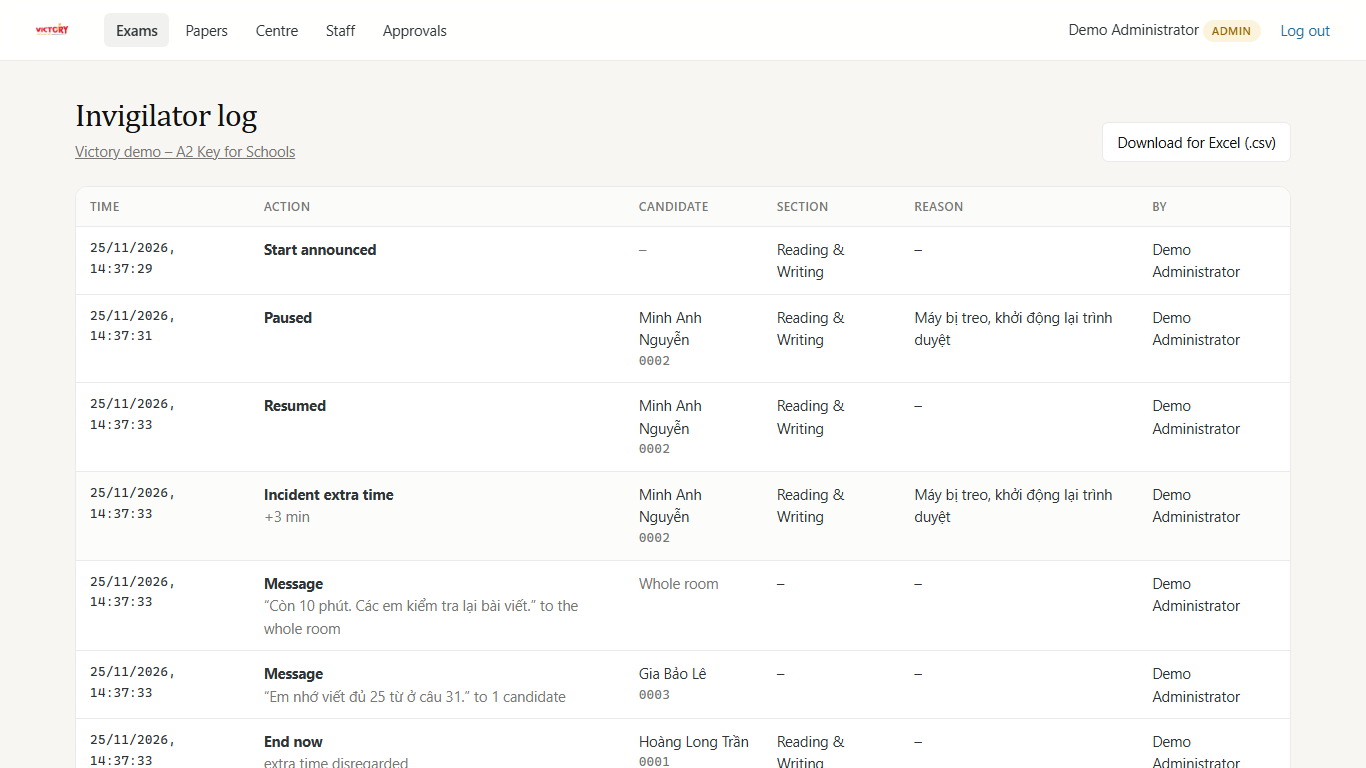 VICTORY
Exams Papers Centre Staff Approvals Demo Administrator ADMIN Log out
Invigilator log
Victory demo – A2 Key for Schools
Download for Excel (.csv)
TIME ACTION CANDIDATE SECTION REASON BY
25/11/2026, Start announced – Reading & – Demo
14:37:29 Writing Administrator
25/11/2026, Paused Minh Anh Reading & Máy bị treo, khởi động lại trình Demo
14:37:31 Nguyễn Writing duyệt Administrator
0002
25/11/2026, Resumed Minh Anh Reading & – Demo
14:37:33 Nguyễn Writing Administrator
0002
25/11/2026, Incident extra time Minh Anh Reading & Máy bị treo, khởi động lại trình Demo
14:37:33 +3 min Nguyễn Writing duyệt Administrator
0002
25/11/2026, Message Whole room – – Demo
14:37:33 “Còn 10 phút. Các em kiểm tra lại bài viết.” to the Administrator
whole room
25/11/2026, Message Gia Bảo Lê – – Demo
14:37:33 “Em nhớ viết đủ 25 từ ở câu 31.” to 1 candidate 0003 Administrator
25/11/2026, End now Hoàng Long Trần Reading & – Demo
14:37:33 extra time disregarded 0001 Writing Administrator